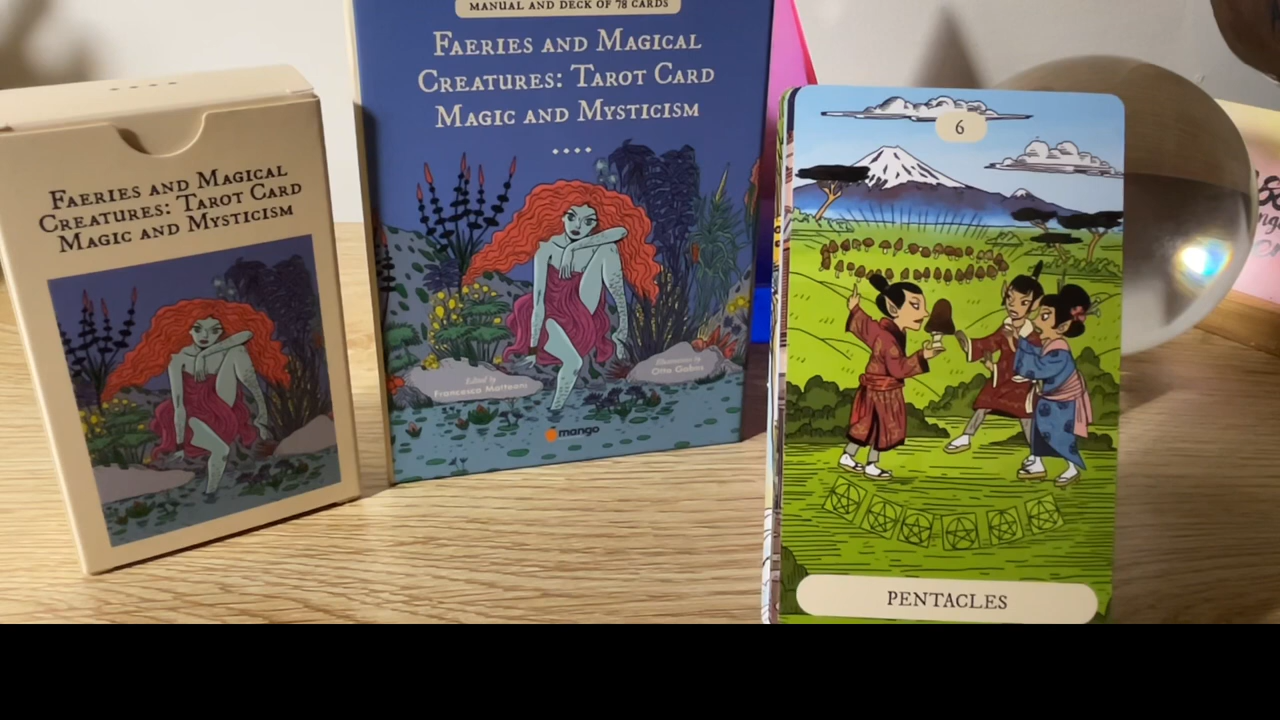 Faeries and Magical
Creatures: Tarot Card
Magic and Mysticism
MANUAL AND DECK OF 78 CARDS
Faeries and Magical
Creatures: Tarot Card
Magic and Mysticism
Edited by
Francesca Matteoni
Illustration by
Otto Gabos
mango
6
PENTACLES